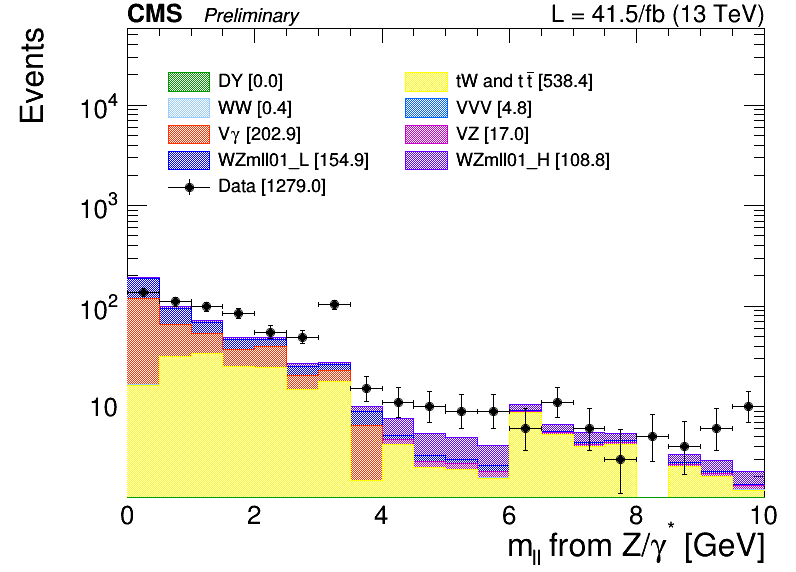 CMS Preliminary L = 41.5/fb (13 TeV)
Events
DY [0.0] tW and tt̄ [538.4]
WW [0.4] VVV [4.8]
Vγ [202.9] VZ [17.0]
WZmll01_L [154.9] WZmll01_H [108.8]
Data [1279.0]
10⁴
10³
10²
10
0 2 4 6 8 10
m_ll from Z/γ* [GeV]